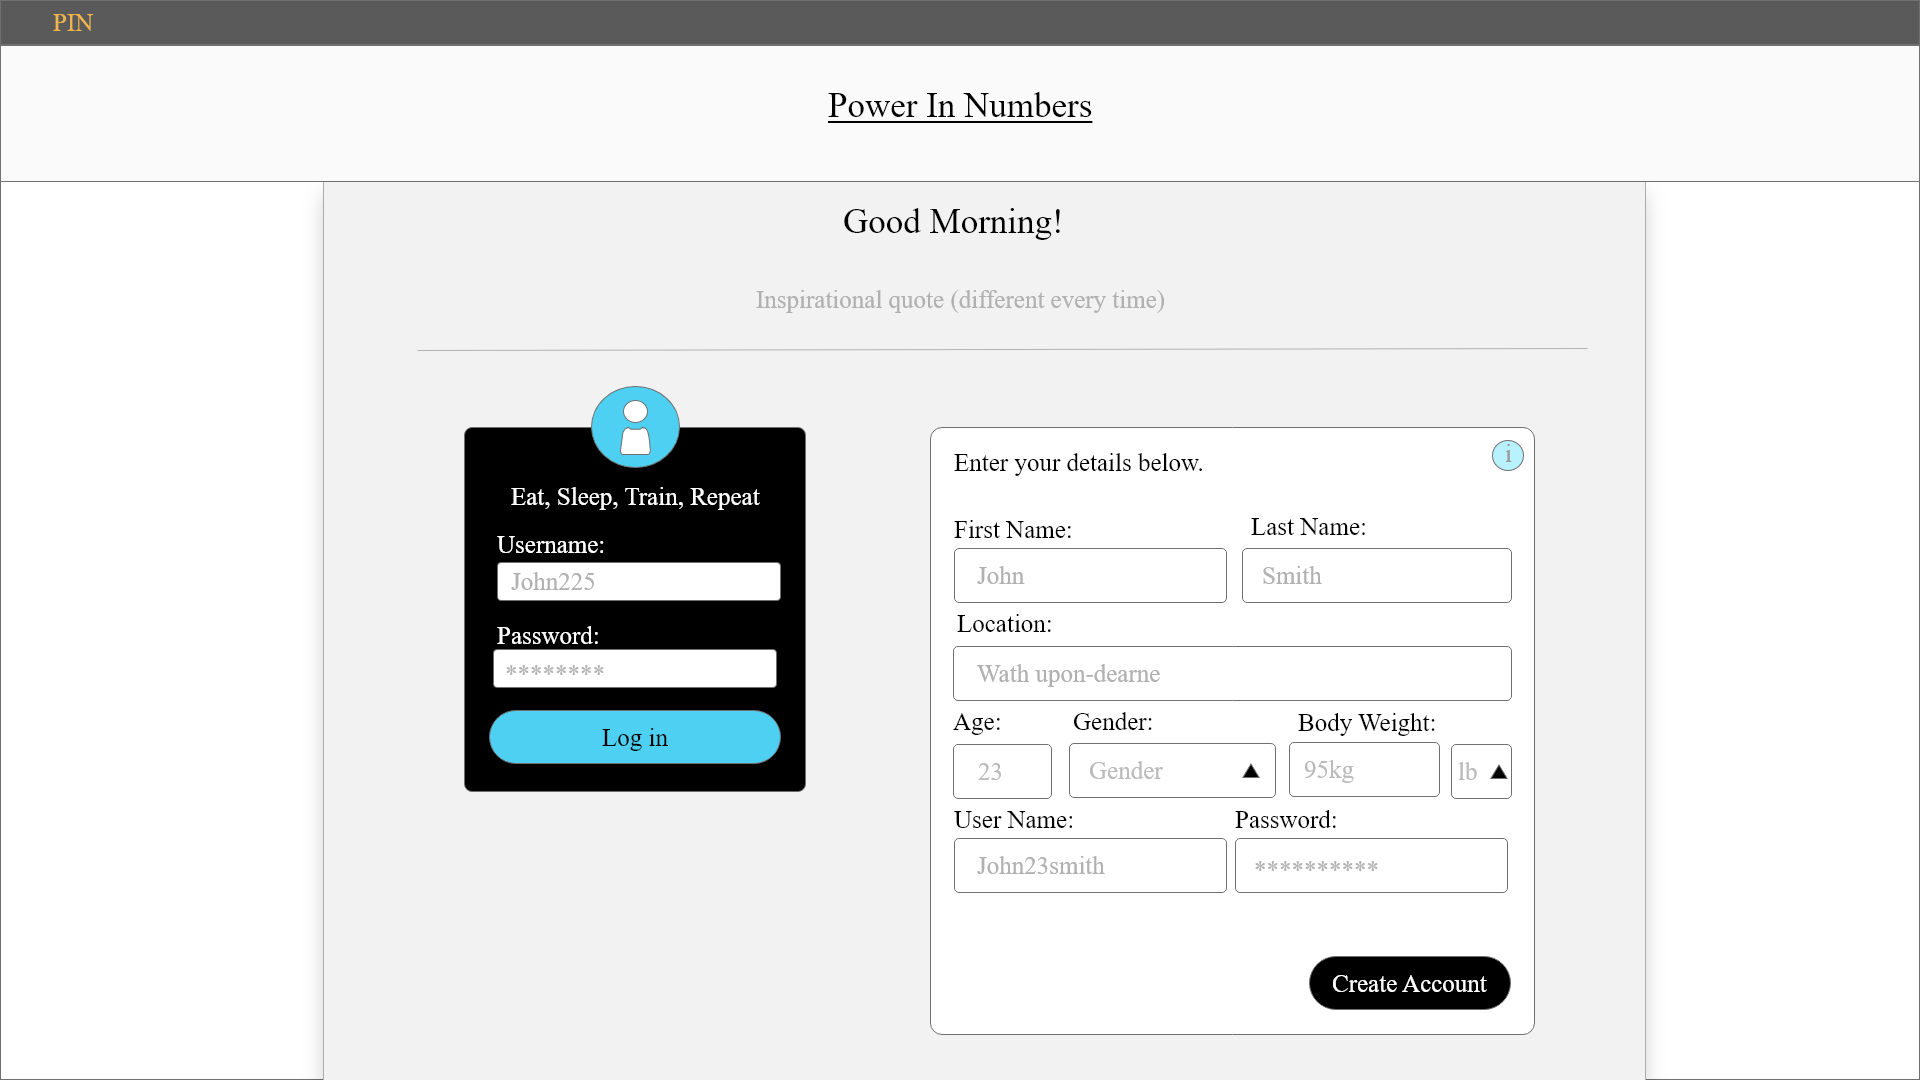 PIN
Power In Numbers
Good Morning!
Inspirational quote (different every time)
Eat, Sleep, Train, Repeat
Username:
John225
Password:
********
Log in
Enter your details below.
i
First Name:
Last Name:
John
Smith
Location:
Wath upon-dearne
Age:
Gender:
Body Weight:
23
Gender
95kg
lb
User Name:
Password:
John23smith
**********
Create Account